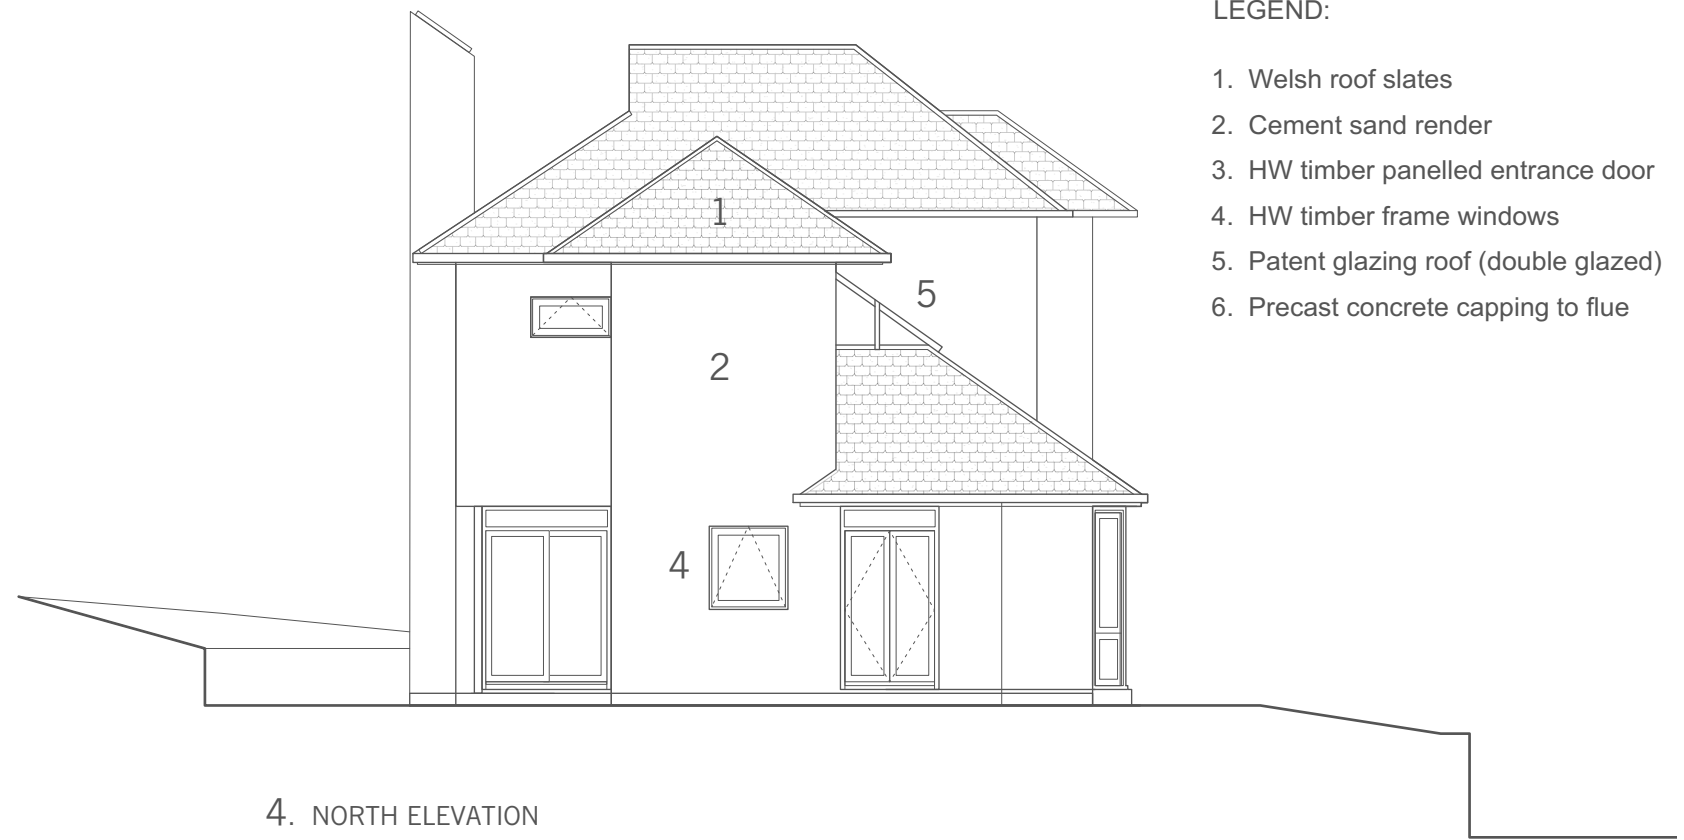 LEGEND:
1. Welsh roof slates
2. Cement sand render
3. HW timber panelled entrance door
4. HW timber frame windows
5. Patent glazing roof (double glazed)
6. Precast concrete capping to flue
1
5
2
4
4. NORTH ELEVATION